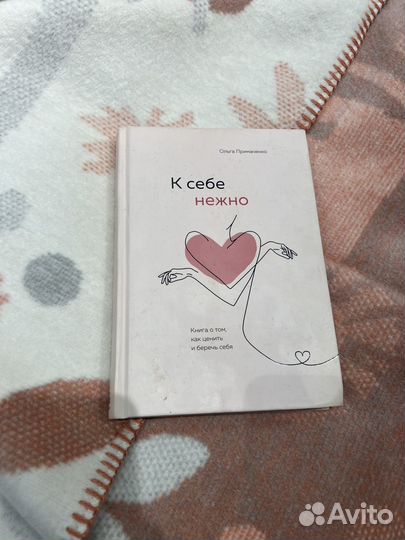 Ольга Примаченко
К себе
нежно
Книга о том,
как ценить
и беречь себя
Avito